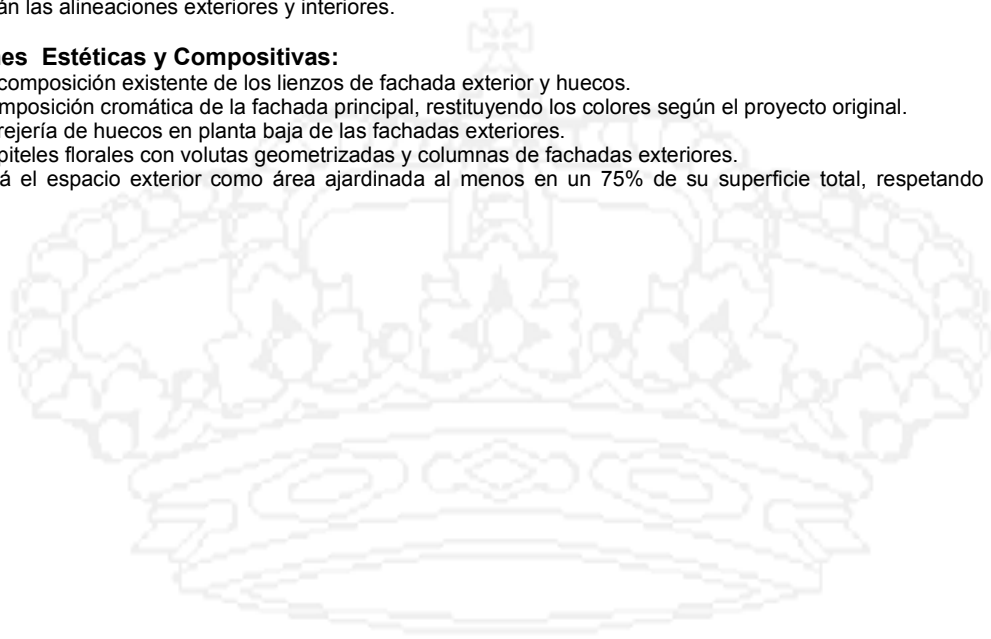 án las alineaciones exteriores y interiores.
nes Estéticas y Compositivas:
composición existente de los lienzos de fachada exterior y huecos.
mposición cromática de la fachada principal, restituyendo los colores según el proyecto original.
rejería de huecos en planta baja de las fachadas exteriores.
piteles florales con volutas geometrizadas y columnas de fachadas exteriores.
á el espacio exterior como área ajardinada al menos en un 75% de su superficie total, respetando